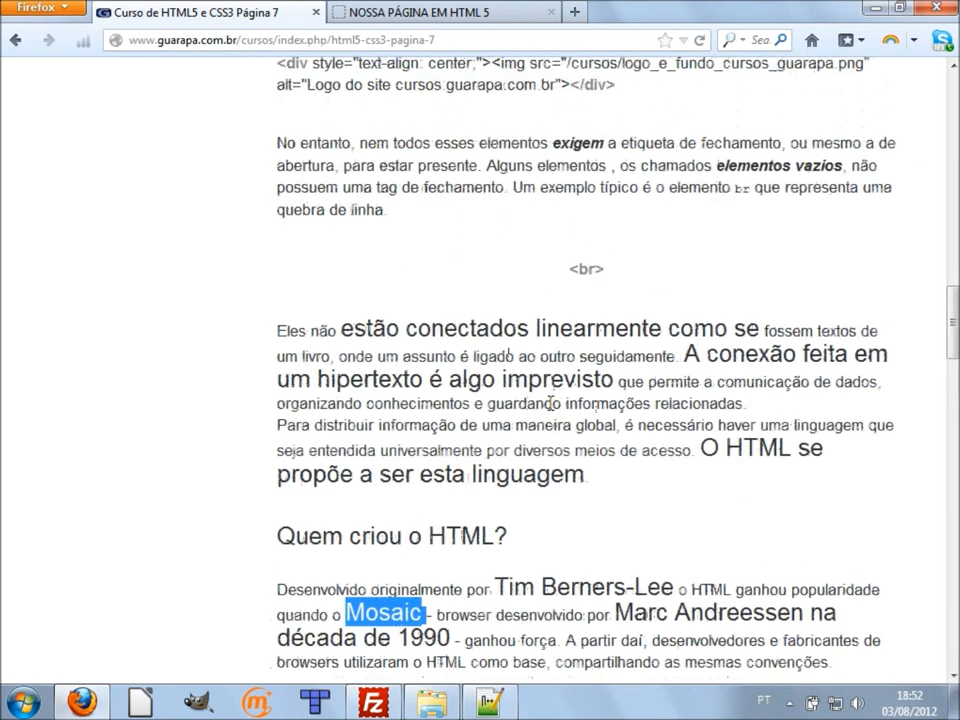 Firefox
Curso de HTML5 e CSS3 Página 7
NOSSA PÁGINA EM HTML 5
www.guarapa.com.br/cursos/index.php/html5-css3-pagina-7
Sea.
<div style="text-align: center;"><img src="/cursos/logo_e_fundo_cursos_guarapa.png"
alt="Logo do site cursos.guarapa.com.br"></div>
No entanto, nem todos esses elementos exigem a etiqueta de fechamento, ou mesmo a de
abertura, para estar presente. Alguns elementos , os chamados elementos vazios, não
possuem uma tag de fechamento. Um exemplo típico é o elemento br que representa uma
quebra de linha.
<br>
Eles não estão conectados linearmente como se fossem textos de
um livro, onde um assunto é ligado ao outro seguidamente. A conexão feita em
um hipertexto é algo imprevisto que permite a comunicação de dados,
organizando conhecimentos e guardando informações relacionadas.
Para distribuir informação de uma maneira global, é necessário haver uma linguagem que
seja entendida universalmente por diversos meios de acesso. O HTML se
propõe a ser esta linguagem.
Quem criou o HTML?
Desenvolvido originalmente por Tim Berners-Lee o HTML ganhou popularidade
quando o Mosaic - browser desenvolvido por Marc Andreessen na
década de 1990 - ganhou força. A partir daí, desenvolvedores e fabricantes de
browsers utilizaram o HTML como base, compartilhando as mesmas convenções.
PT
18:52
03/08/2012